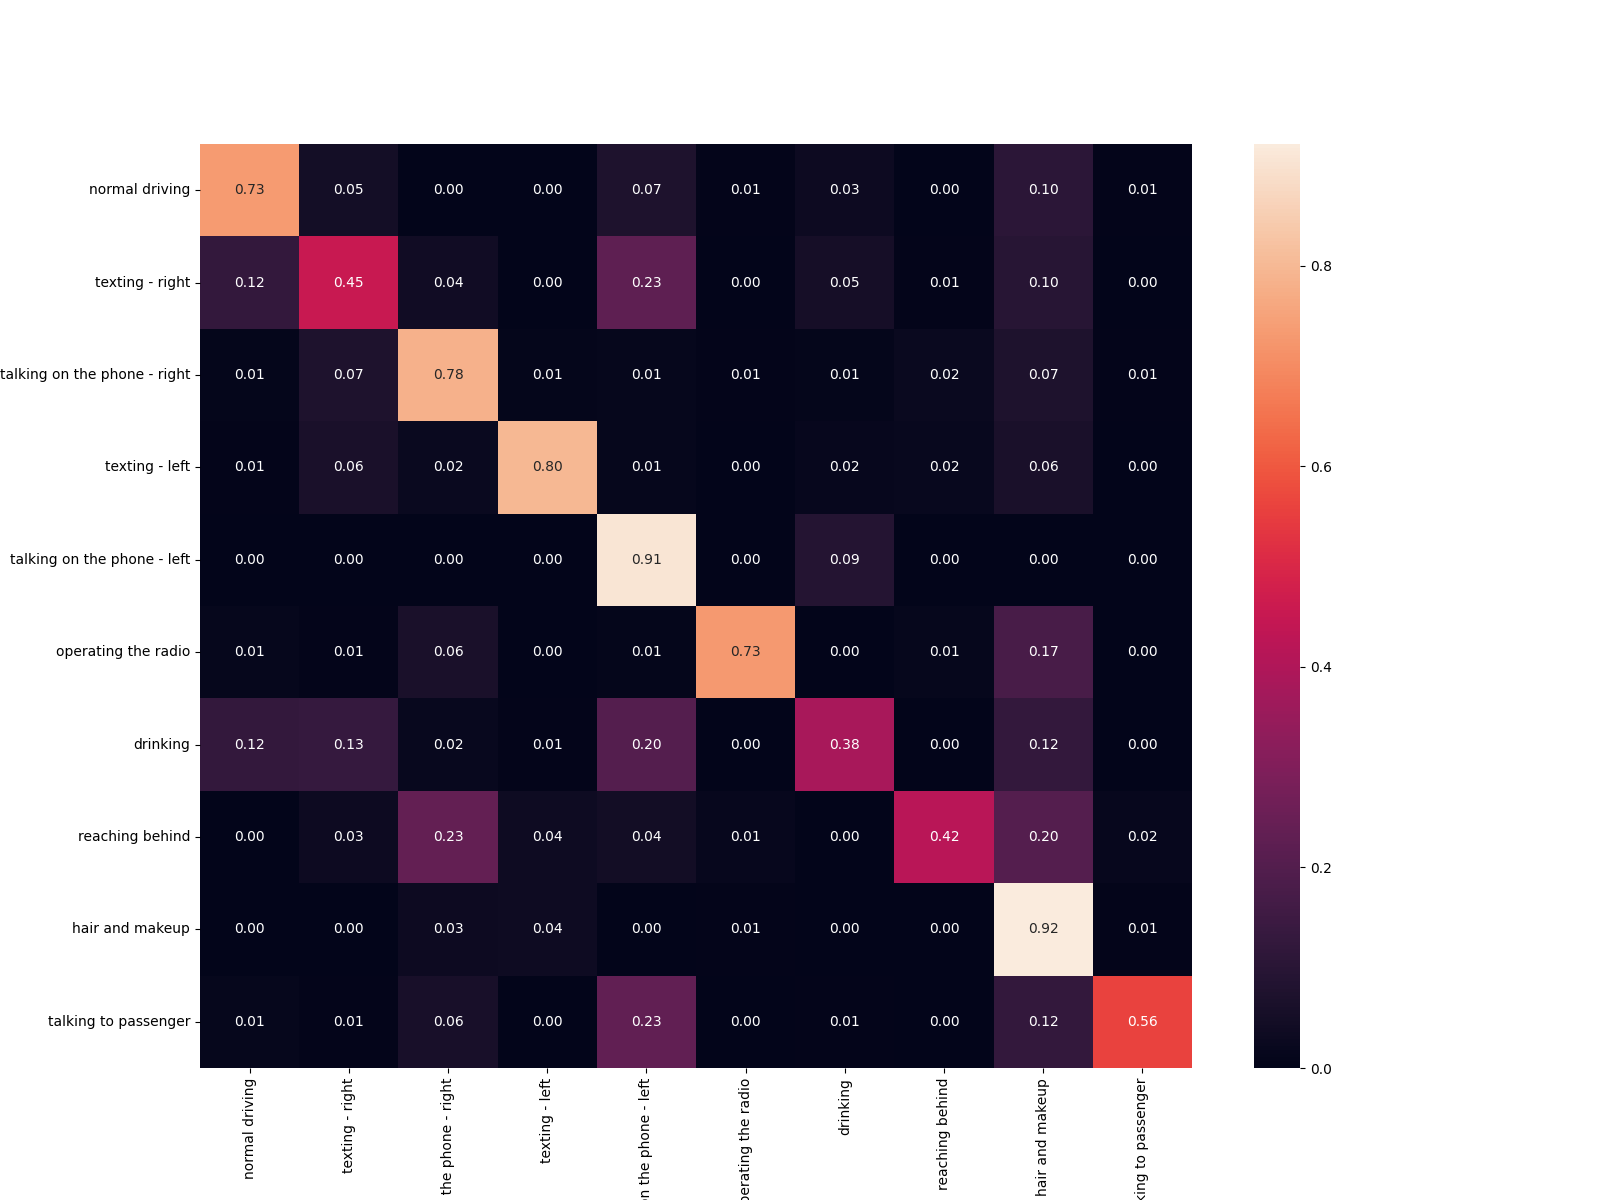 normal driving 0.73 0.05 0.00 0.00 0.07 0.01 0.03 0.00 0.10 0.01
texting - right 0.12 0.45 0.04 0.00 0.23 0.00 0.05 0.01 0.10 0.00
talking on the phone - right 0.01 0.07 0.78 0.01 0.01 0.01 0.01 0.02 0.07 0.01
texting - left 0.01 0.06 0.02 0.80 0.01 0.00 0.02 0.02 0.06 0.00
talking on the phone - left 0.00 0.00 0.00 0.00 0.91 0.00 0.09 0.00 0.00 0.00
operating the radio 0.01 0.01 0.06 0.00 0.01 0.73 0.00 0.01 0.17 0.00
drinking 0.12 0.13 0.02 0.01 0.20 0.00 0.38 0.00 0.12 0.00
reaching behind 0.00 0.03 0.23 0.04 0.04 0.01 0.00 0.42 0.20 0.02
hair and makeup 0.00 0.00 0.03 0.04 0.00 0.01 0.00 0.00 0.92 0.01
talking to passenger 0.01 0.01 0.06 0.00 0.23 0.00 0.01 0.00 0.12 0.56
normal driving
texting - right
the phone - right
texting - left
n the phone - left
perating the radio
drinking
reaching behind
hair and makeup
king to passenger
0.8
0.6
0.4
0.2
0.0